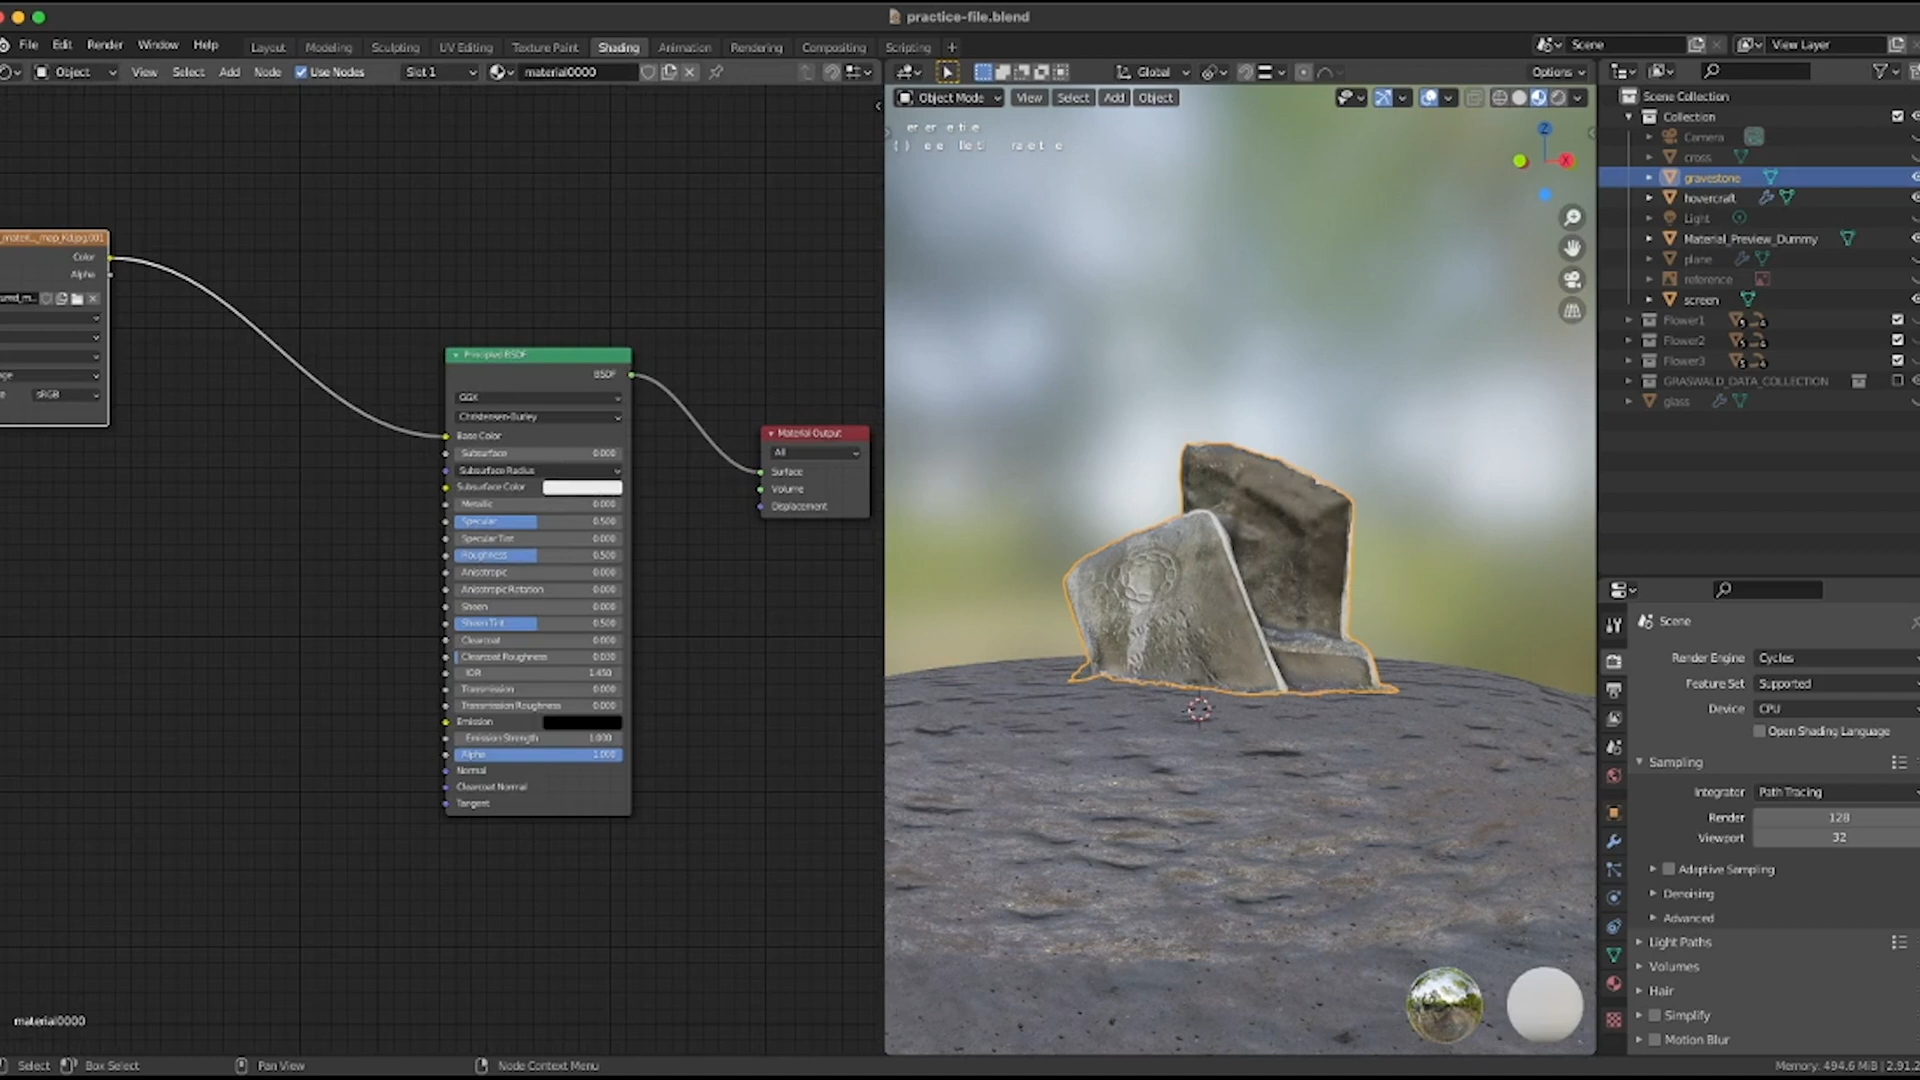 practice-file.blend
File Edit Render Window Help Layout Modeling Sculpting UV Editing Texture Paint Shading Animation Rendering Compositing Scripting + Scene View Layer
Object View Select Add Node Use Nodes Slot 1 material0000 Global Options
Object Mode View Select Add Object
Z
X
Scene Collection
Collection
Camera
cross
gravestone
hovercraft
Light
Material_Preview_Dummy
plane
reference
screen
Flower1
Flower2
Flower3
GRASWALD_DATA_COLLECTION
glass
Color
Alpha
sRGB
Principled BSDF
BSDF
GGX
Christensen-Burley
Base Color
Subsurface 0.000
Subsurface Radius
Subsurface Color
Metallic 0.000
Specular 0.500
Specular Tint 0.000
Roughness 0.500
Anisotropic 0.000
Anisotropic Rotation 0.000
Sheen 0.000
Sheen Tint 0.500
Clearcoat 0.000
Clearcoat Roughness 0.030
IOR 1.450
Transmission 0.000
Transmission Roughness 0.000
Emission
Emission Strength 1.000
Alpha 1.000
Normal
Clearcoat Normal
Tangent
Material Output
All
Surface
Volume
Displacement
Scene
Render Engine Cycles
Feature Set Supported
Device CPU
Open Shading Language
Sampling
Integrator Path Tracing
Render 128
Viewport 32
Adaptive Sampling
Denoising
Advanced
Light Paths
Volumes
Hair
Simplify
Motion Blur
material0000
Select Box Select Pan View Node Context Menu Memory: 494.6 MiB | 2.91.2